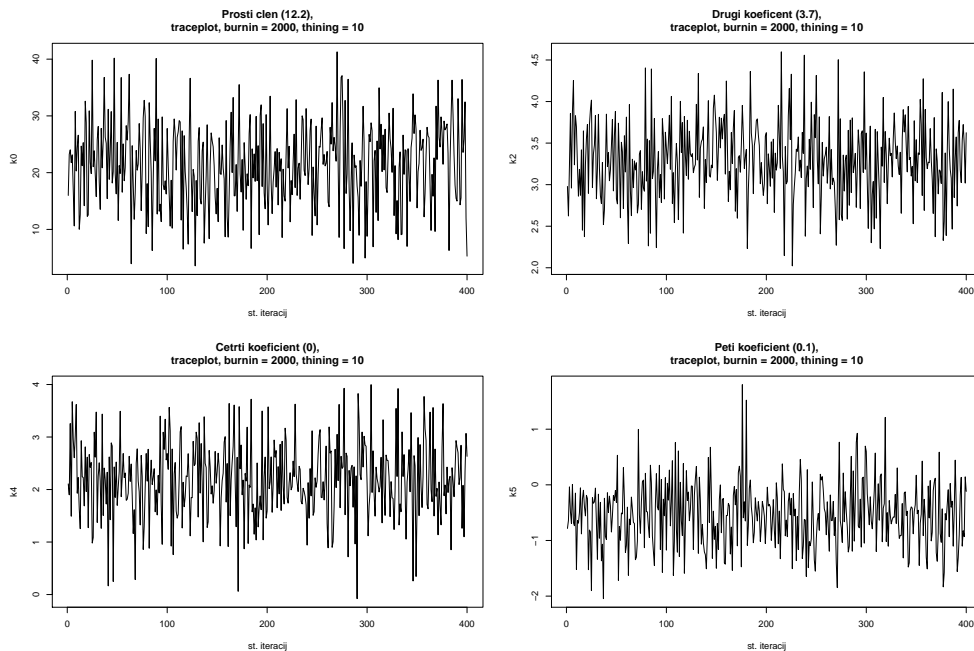 Prosti clen (12.2),
traceplot, burnin = 2000, thining = 10
k0
40
30
20
10
0
100
200
300
400
st. iteracij
Drugi koeficent (3.7),
traceplot, burnin = 2000, thining = 10
k2
4.5
4.0
3.5
3.0
2.5
2.0
0
100
200
300
400
st. iteracij
Cetrti koeficient (0),
traceplot, burnin = 2000, thining = 10
k4
4
3
2
1
0
0
100
200
300
400
st. iteracij
Peti koeficient (0.1),
traceplot, burnin = 2000, thining = 10
k5
1
0
−1
−2
0
100
200
300
400
st. iteracij